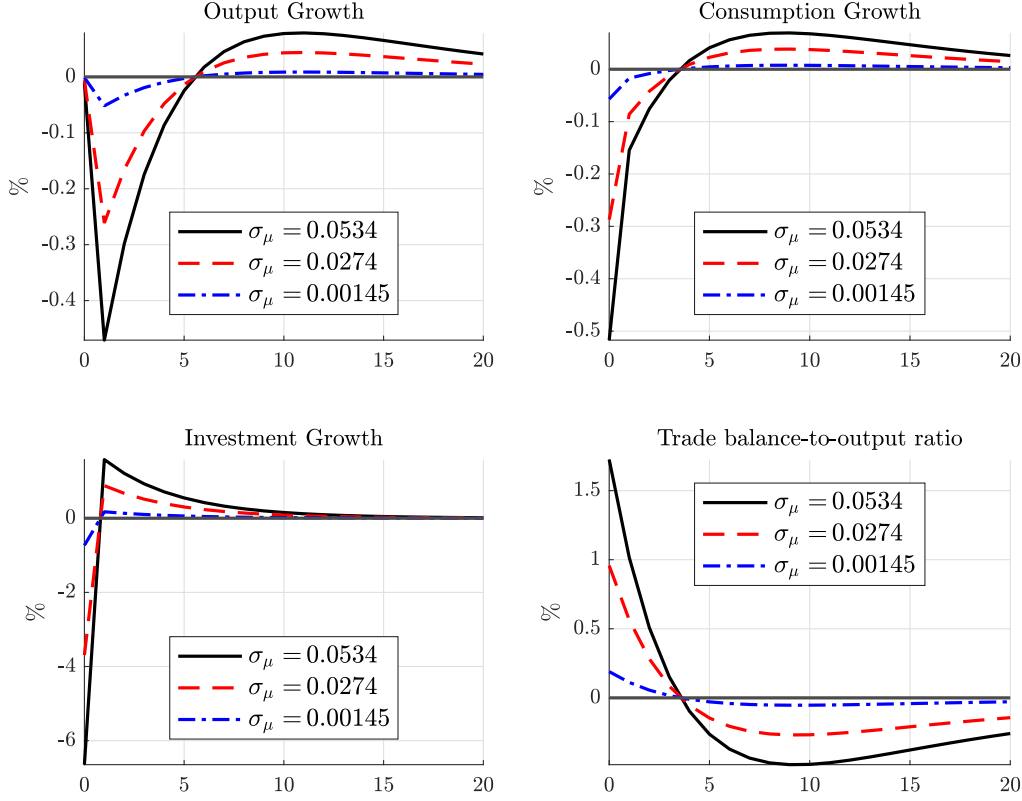 Output Growth
0
-0.1
-0.2
-0.3
-0.4
%
σμ = 0.0534
σμ = 0.0274
σμ = 0.00145
0 5 10 15 20
Consumption Growth
0
-0.1
-0.2
-0.3
-0.4
-0.5
%
σμ = 0.0534
σμ = 0.0274
σμ = 0.00145
0 5 10 15 20
Investment Growth
0
-2
-4
-6
%
σμ = 0.0534
σμ = 0.0274
σμ = 0.00145
0 5 10 15 20
Trade balance-to-output ratio
1.5
1
0.5
0
%
σμ = 0.0534
σμ = 0.0274
σμ = 0.00145
0 5 10 15 20